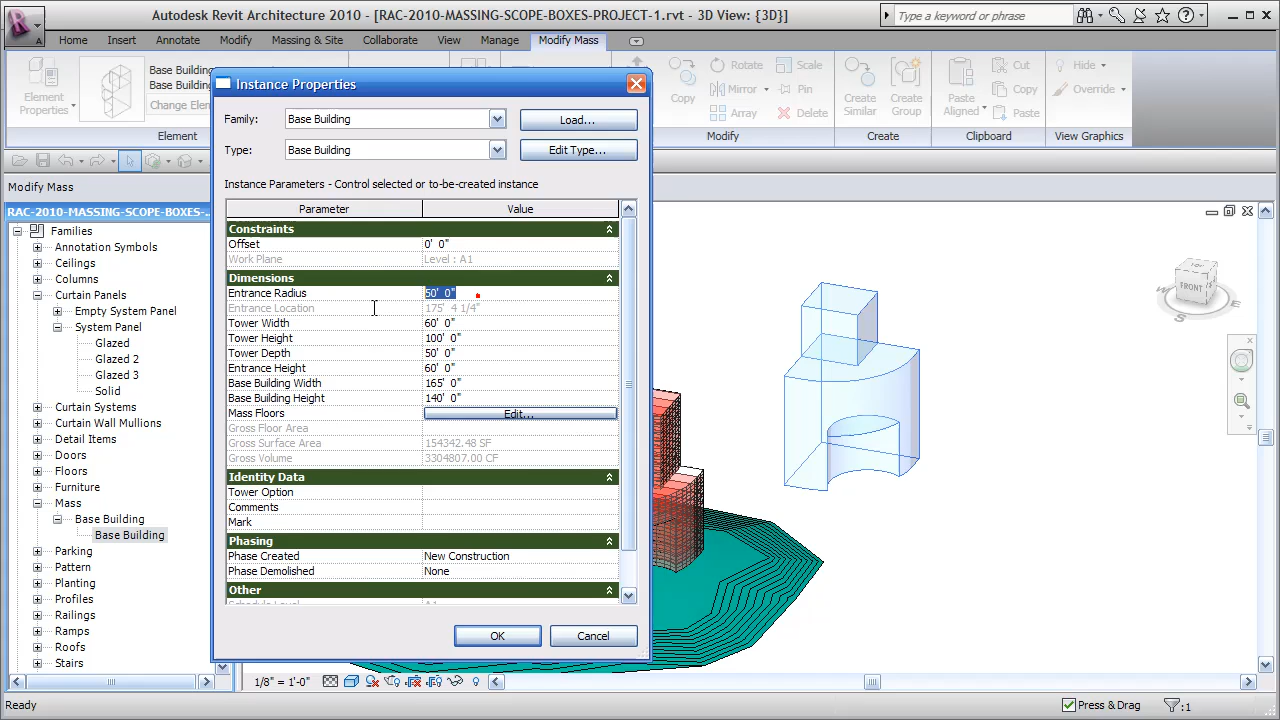 Autodesk Revit Architecture 2010 - [RAC-2010-MASSING-SCOPE-BOXES-PROJECT-1.rvt - 3D View: {3D}]
Type a keyword or phrase
Home Insert Annotate Modify Massing & Site Collaborate View Manage Modify Mass
Element Properties
Base Building
Base Building
Change Elem
Element
Copy
Rotate
Mirror
Array
Scale
Pin
Delete
Modify
Create Similar
Create Group
Create
Paste Aligned
Cut
Copy
Paste
Clipboard
Hide
Override
View Graphics
Modify Mass
RAC-2010-MASSING-SCOPE-BOXES-...
Families
Annotation Symbols
Ceilings
Columns
Curtain Panels
Empty System Panel
System Panel
Glazed
Glazed 2
Glazed 3
Solid
Curtain Systems
Curtain Wall Mullions
Detail Items
Doors
Floors
Furniture
Mass
Base Building
Base Building
Parking
Pattern
Planting
Profiles
Railings
Ramps
Roofs
Stairs
Instance Properties
Family: Base Building Load...
Type: Base Building Edit Type...
Instance Parameters - Control selected or to-be-created instance
Parameter Value
Constraints
Offset 0' 0"
Work Plane Level : A1
Dimensions
Entrance Radius 50' 0"
Entrance Location 175' 4 1/4"
Tower Width 60' 0"
Tower Height 100' 0"
Tower Depth 50' 0"
Entrance Height 60' 0"
Base Building Width 165' 0"
Base Building Height 140' 0"
Mass Floors Edit...
Gross Floor Area
Gross Surface Area 154342.48 SF
Gross Volume 3304807.00 CF
Identity Data
Tower Option
Comments
Mark
Phasing
Phase Created New Construction
Phase Demolished None
Other
Schedule Level A1
OK Cancel
FRONT
S
E
1/8" = 1'-0"
Ready
Press & Drag :1